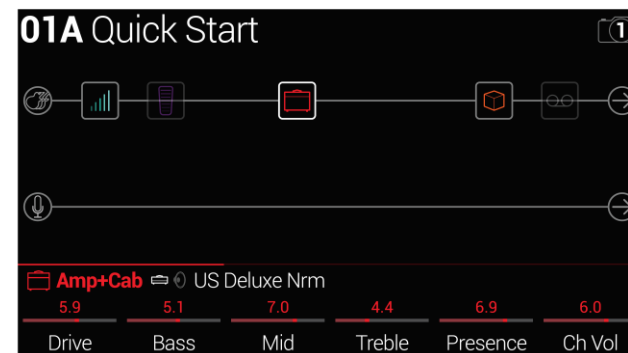 01A Quick Start
1
Amp+Cab US Deluxe Nrm
5.9 5.1 7.0 4.4 6.9 6.0
Drive Bass Mid Treble Presence Ch Vol